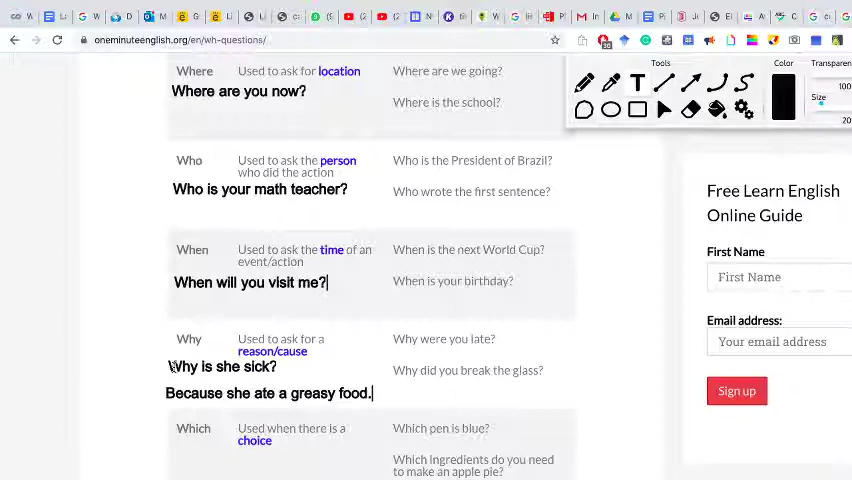 oneminuteenglish.org/en/wh-questions/
Tools
Color
Size
100
20
Where
Used to ask for location
Where are we going?
Where are you now?
Where is the school?
Who
Used to ask the person
who did the action
Who is the President of Brazil?
Who is your math teacher?
Who wrote the first sentence?
When
Used to ask the time of an
event/action
When is the next World Cup?
When will you visit me?
When is your birthday?
Why
Used to ask for a
reason/cause
Why were you late?
Why is she sick?
Why did you break the glass?
Because she ate a greasy food.
Which
Used when there is a
choice
Which pen is blue?
Which ingredients do you need
to make an apple pie?
Free Learn English
Online Guide
First Name
First Name
Email address:
Your email address
Sign up